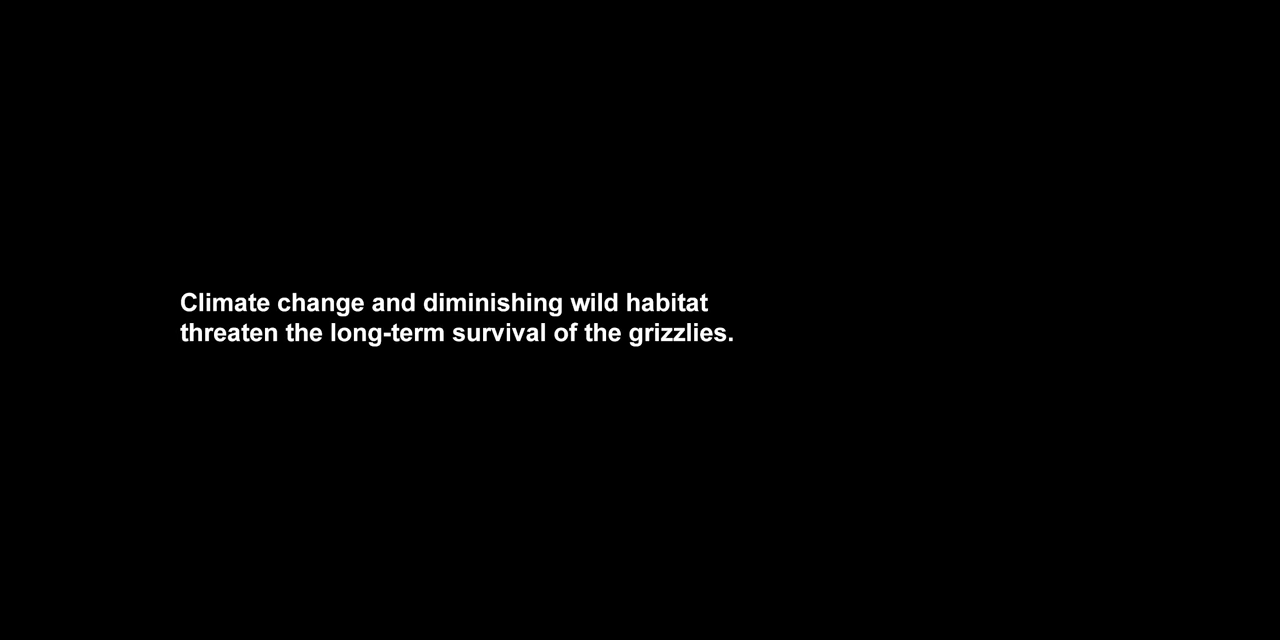 Climate change and diminishing wild habitat
threaten the long-term survival of the grizzlies.